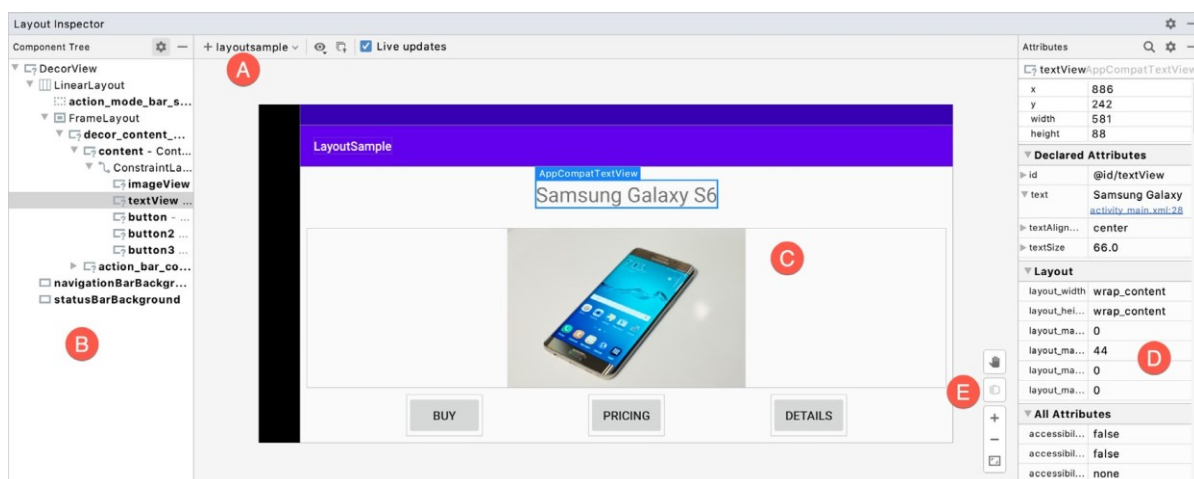 Layout Inspector
Component Tree
+ layoutsample
Live updates
A
DecorView
LinearLayout
action_mode_bar_s...
FrameLayout
decor_content_...
content - Cont...
ConstraintLa...
imageView
textView ...
button - ...
button2 ...
button3 ...
action_bar_co...
navigationBarBackgr...
statusBarBackground
B
LayoutSample
AppCompatTextView
Samsung Galaxy S6
C
BUY
PRICING
DETAILS
E
Attributes
textView AppCompatTextView
x 886
y 242
width 581
height 88
Declared Attributes
id @id/textView
text Samsung Galaxy
activity_main.xml:28
textAlign... center
textSize 66.0
Layout
layout_width wrap_content
layout_hei... wrap_content
layout_ma... 0
layout_ma... 44
layout_ma... 0
layout_ma... 0
D
All Attributes
accessibil... false
accessibil... false
accessibil... none